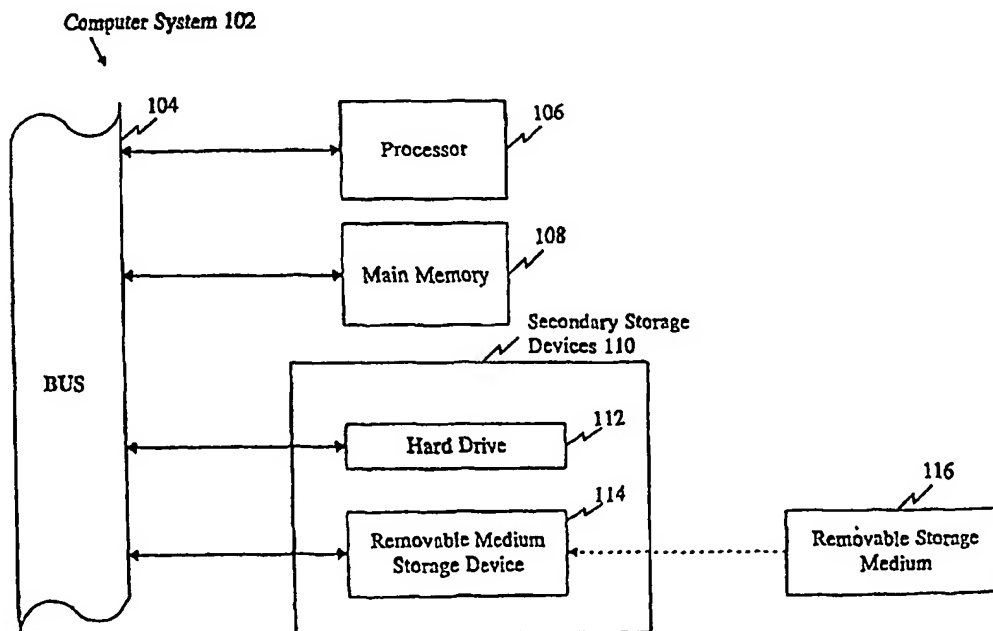 Computer System 102
104
106
Processor
108
Main Memory
Secondary Storage
Devices 110
BUS
112
Hard Drive
114
116
Removable Medium
Storage Device
Removable Storage
Medium